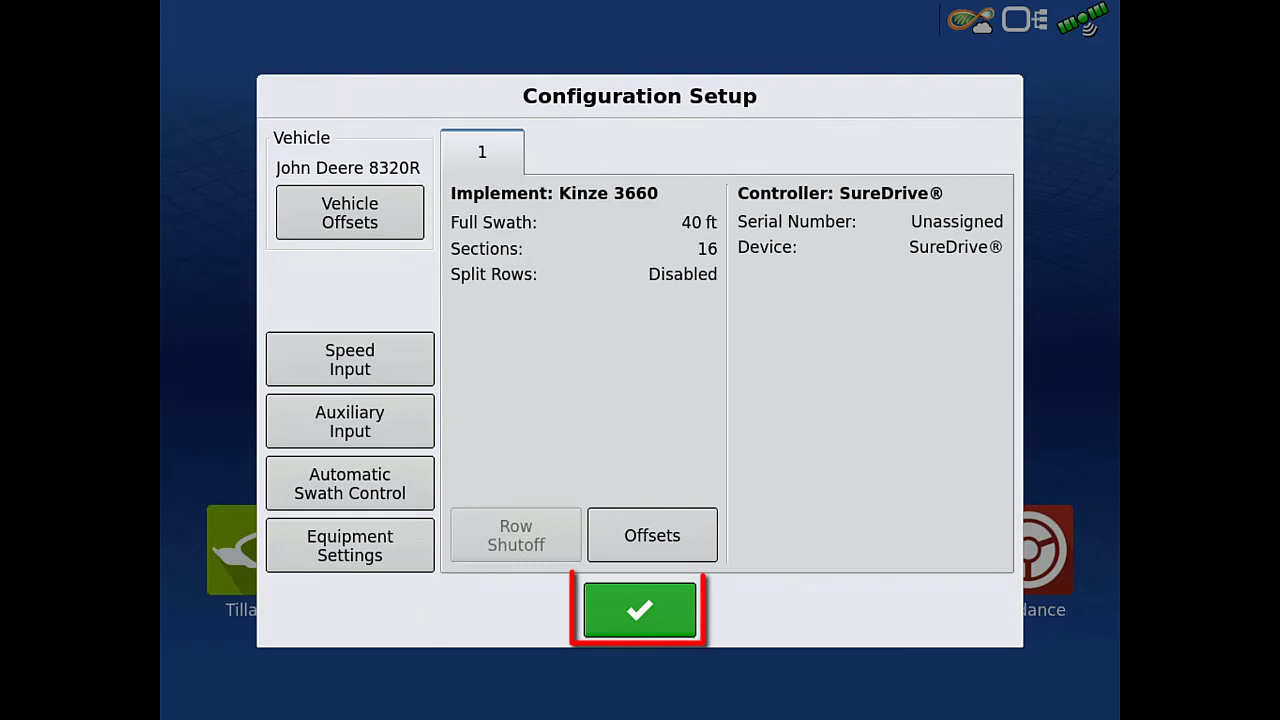 Configuration Setup
Vehicle
John Deere 8320R
Vehicle
Offsets
Speed
Input
Auxiliary
Input
Automatic
Swath Control
Equipment
Settings
1
Implement: Kinze 3660
Full Swath: 40 ft
Sections: 16
Split Rows: Disabled
Row
Shutoff
Offsets
Controller: SureDrive®
Serial Number: Unassigned
Device: SureDrive®
Tilla
dance